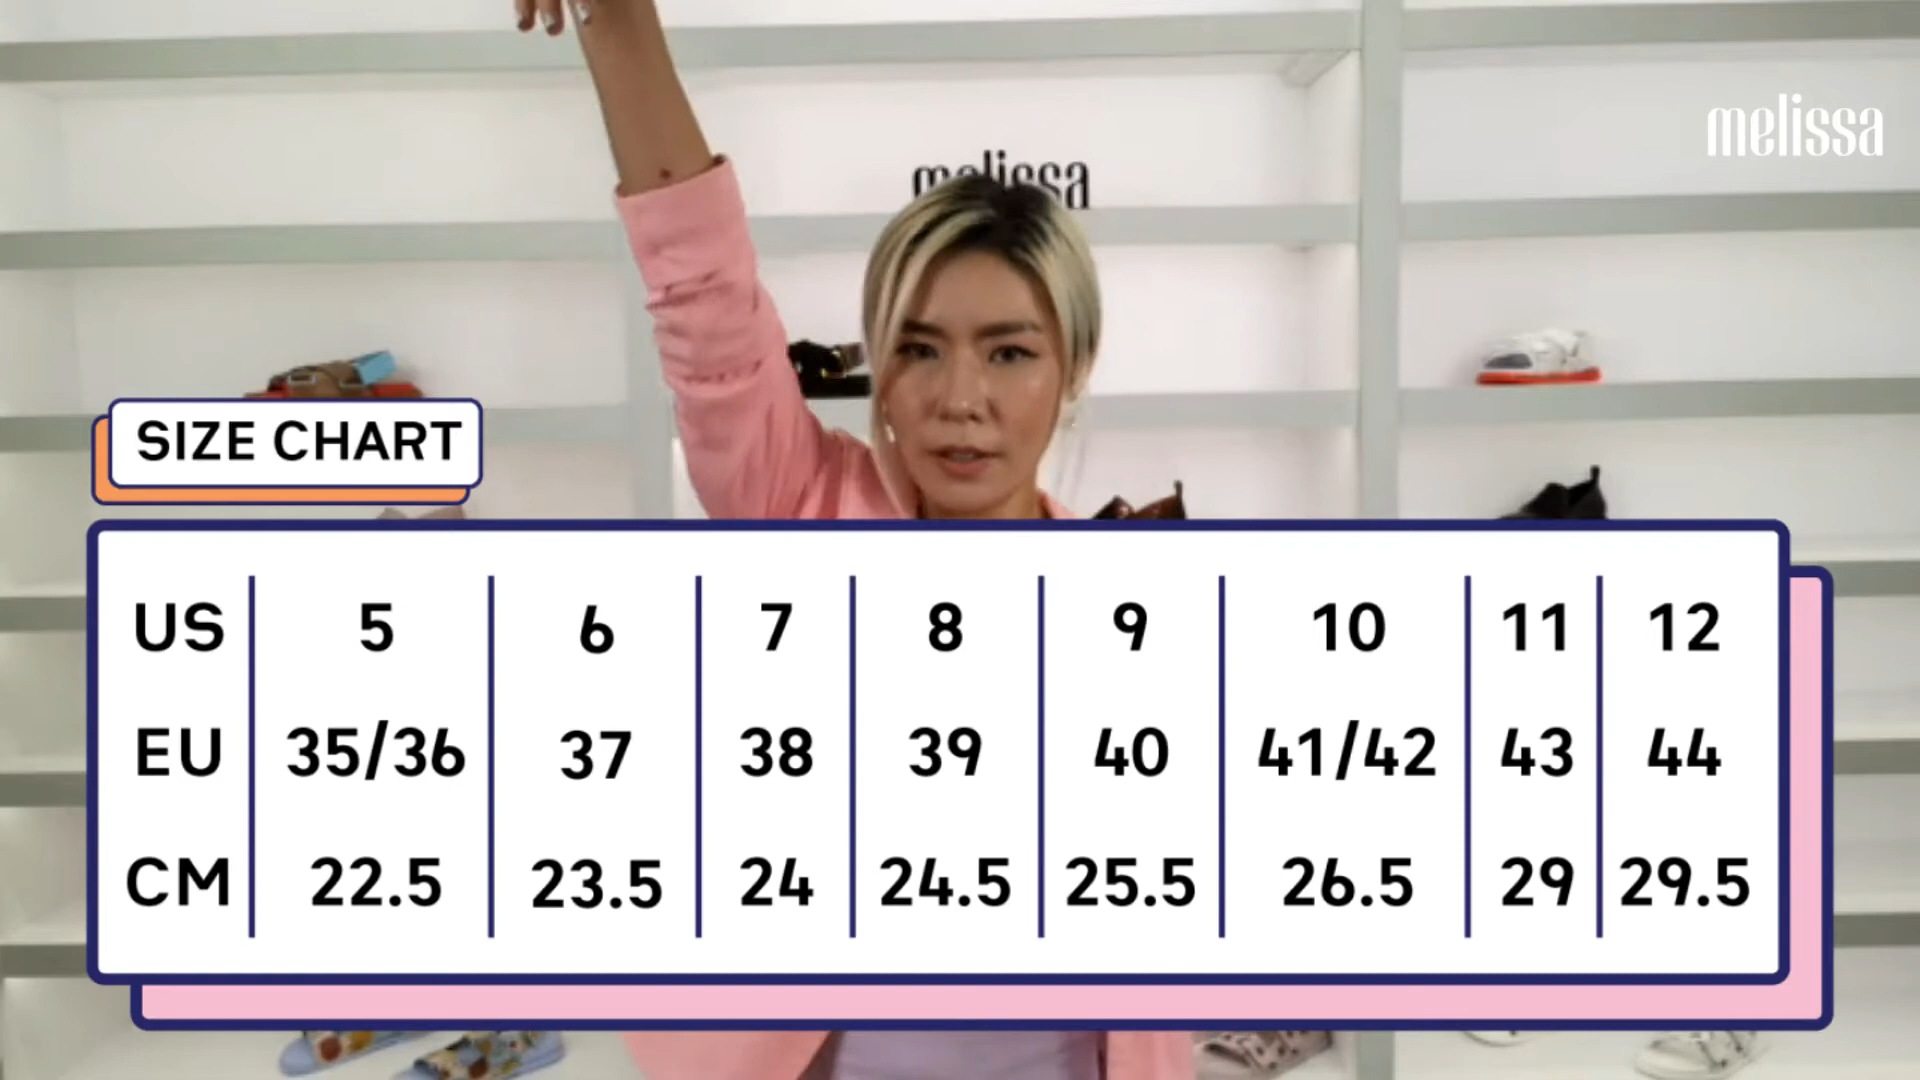 melissa
melissa
SIZE CHART
US 5 6 7 8 9 10 11 12
EU 35/36 37 38 39 40 41/42 43 44
CM 22.5 23.5 24 24.5 25.5 26.5 29 29.5